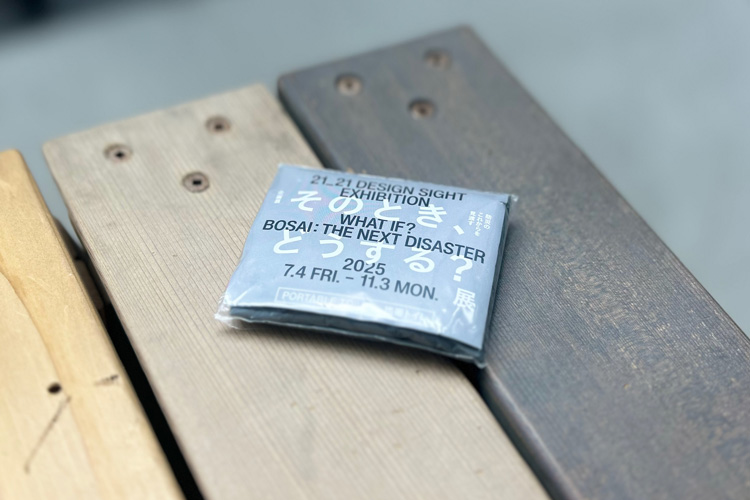 21_21 DESIGN SIGHT
EXHIBITION
そのとき、
WHAT IF?
BOSAI: THE NEXT DISASTER
どうする?
展
2025
7.4 FRI. – 11.3 MON.
PORTABLE